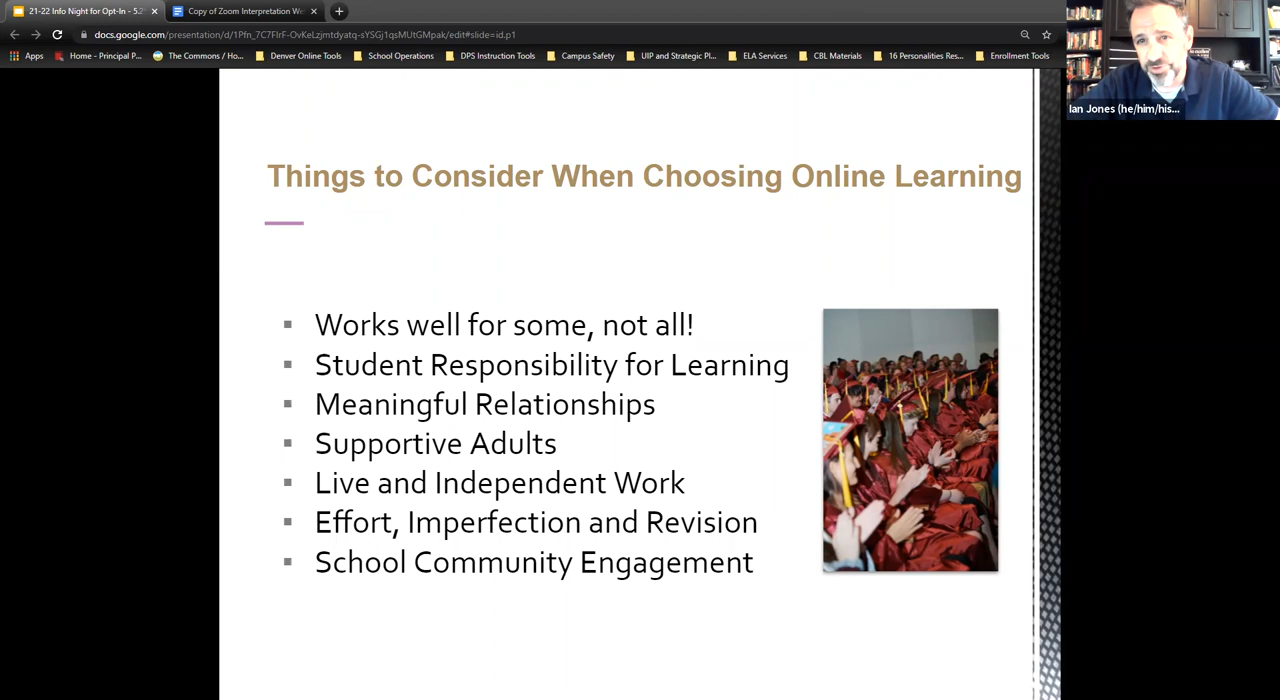 21-22 Info Night for Opt-In - 5.2
Copy of Zoom Interpretation We
docs.google.com/presentation/d/1Pfn_7C7FIrF-OvKeLzjmtdyatq-sYSGj1qsMUtGMpak/edit#slide=id.p1
Apps
Home - Principal P...
The Commons / Ho...
Denver Online Tools
School Operations
DPS Instruction Tools
Campus Safety
UIP and Strategic Pl...
ELA Services
CBL Materials
16 Personalities Res...
Enrollment Tools
Ian Jones (he/him/his...
Things to Consider When Choosing Online Learning
Works well for some, not all!
Student Responsibility for Learning
Meaningful Relationships
Supportive Adults
Live and Independent Work
Effort, Imperfection and Revision
School Community Engagement